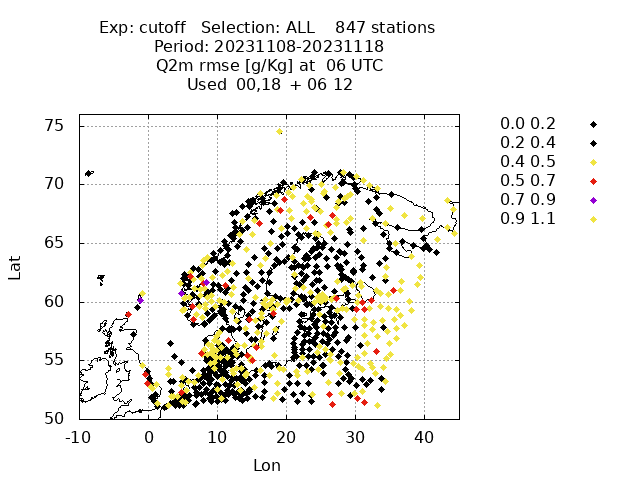 Exp: cutoff   Selection: ALL    847 stations
Period: 20231108-20231118
Q2m rmse [g/Kg] at  06 UTC
Used  00,18  + 06 12
0.0 0.2
0.2 0.4
0.4 0.5
0.5 0.7
0.7 0.9
0.9 1.1
75
70
65
60
55
50
Lat
-10 0 10 20 30 40
Lon